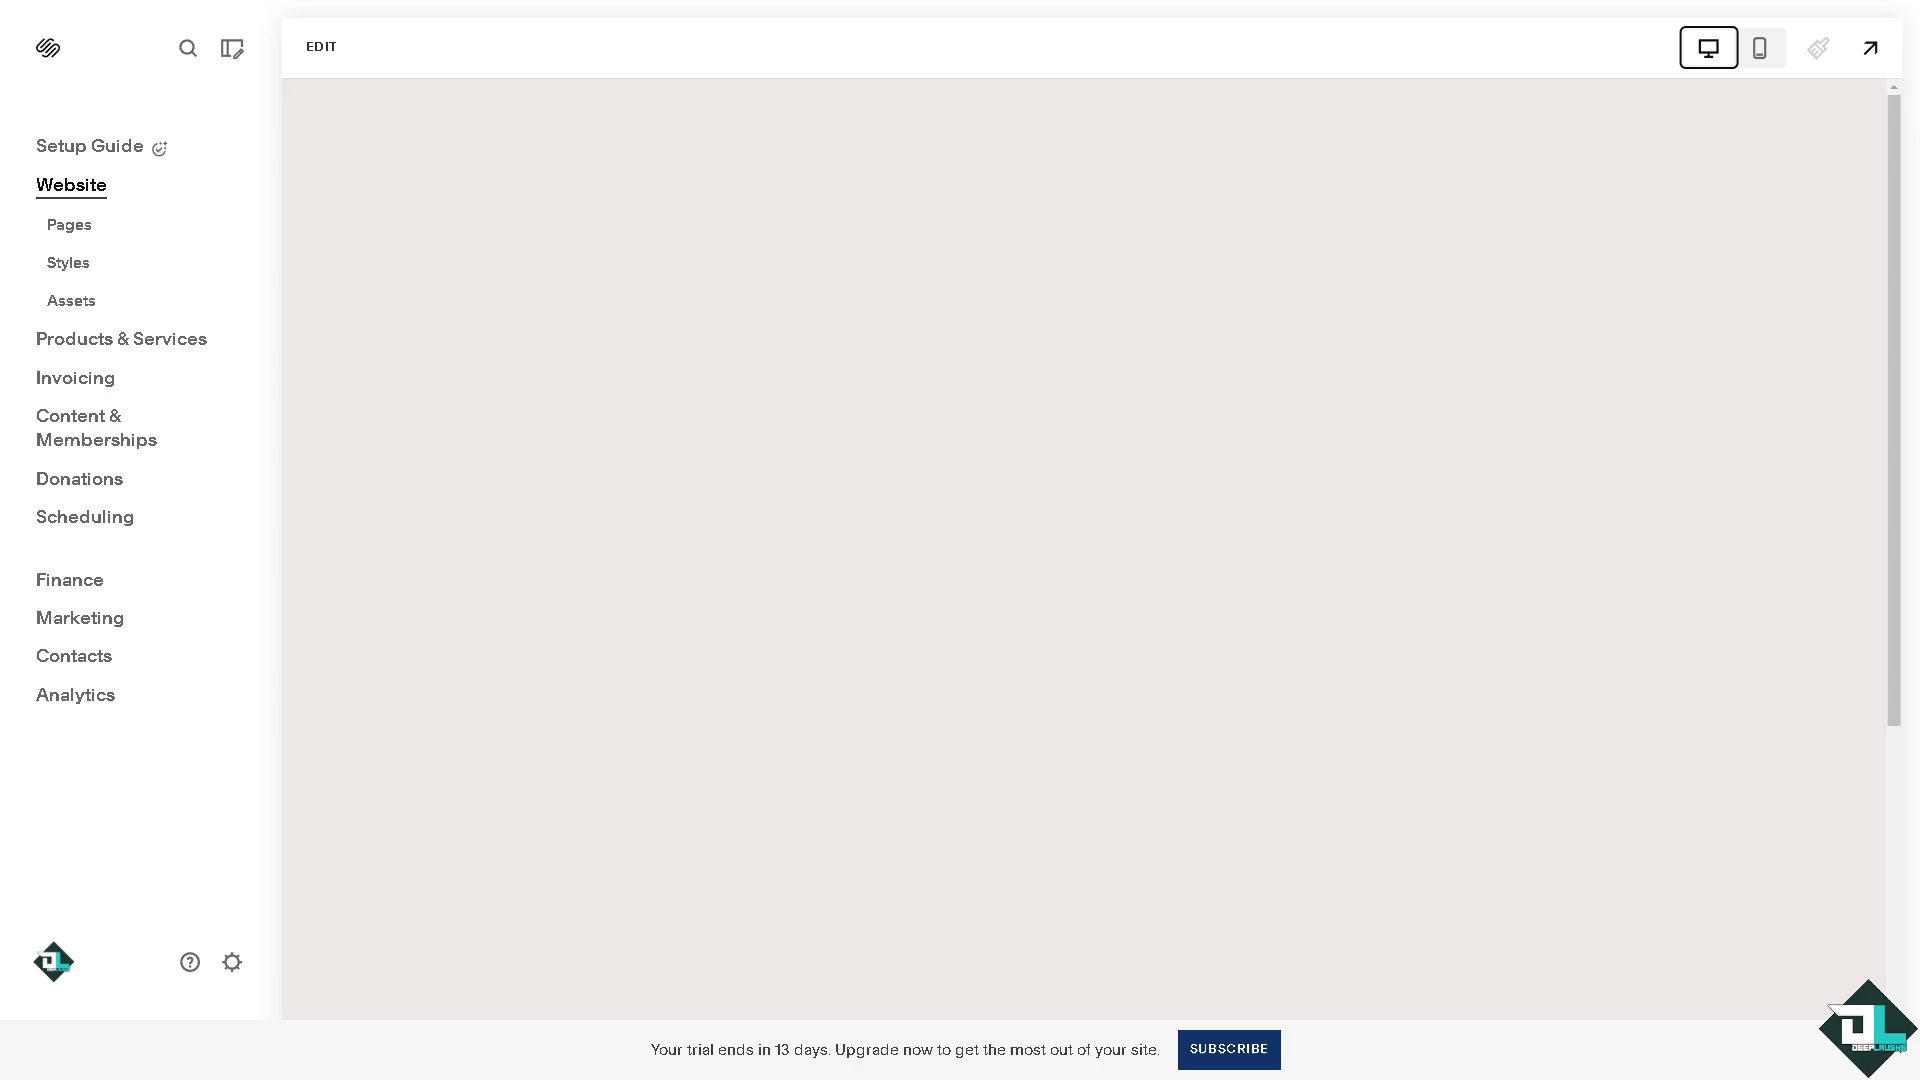 EDIT
Setup Guide
Website
Pages
Styles
Assets
Products & Services
Invoicing
Content &
Memberships
Donations
Scheduling
Finance
Marketing
Contacts
Analytics
Your trial ends in 13 days. Upgrade now to get the most out of your site.
SUBSCRIBE
DEEPLAUGHS